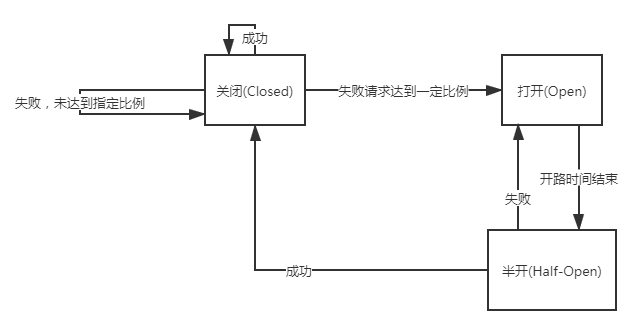 成功
关闭(Closed)
失败请求达到一定比例
打开(Open)
失败，未达到指定比例
开路时间结束
失败
成功
半开(Half-Open)